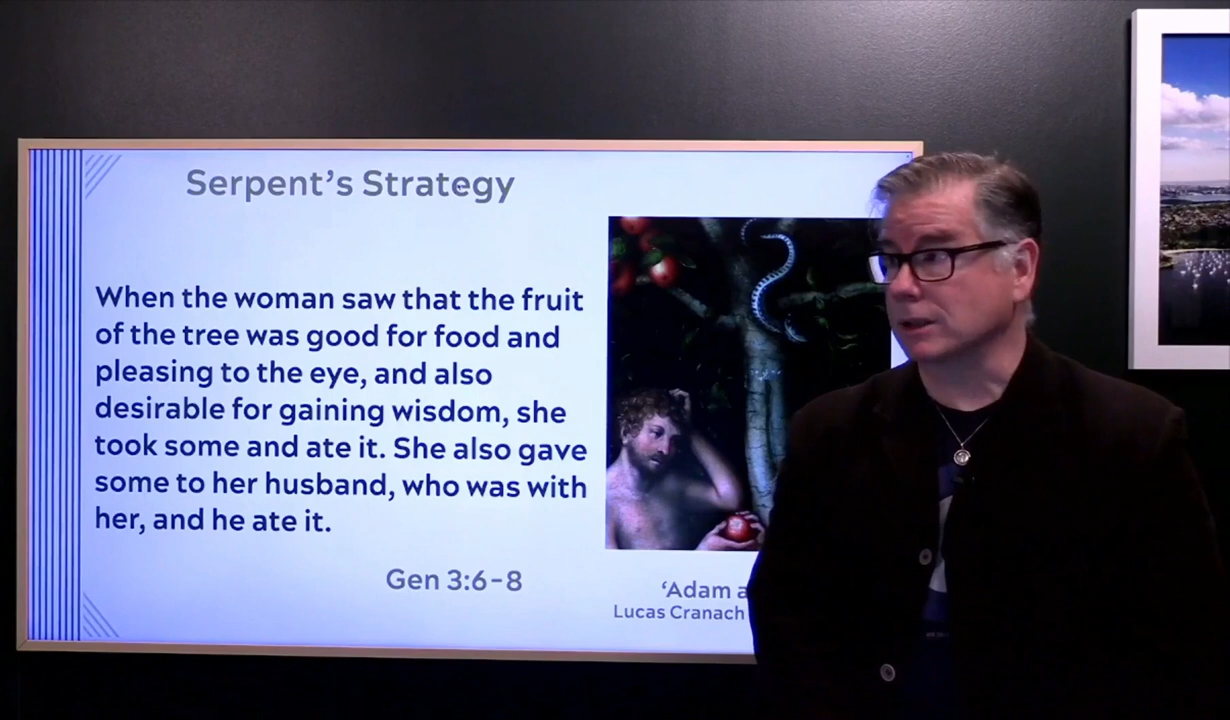 Serpent's Strategy
When the woman saw that the fruit
of the tree was good for food and
pleasing to the eye, and also
desirable for gaining wisdom, she
took some and ate it. She also gave
some to her husband, who was with
her, and he ate it.
Gen 3:6-8
‘Adam
Lucas Cranach